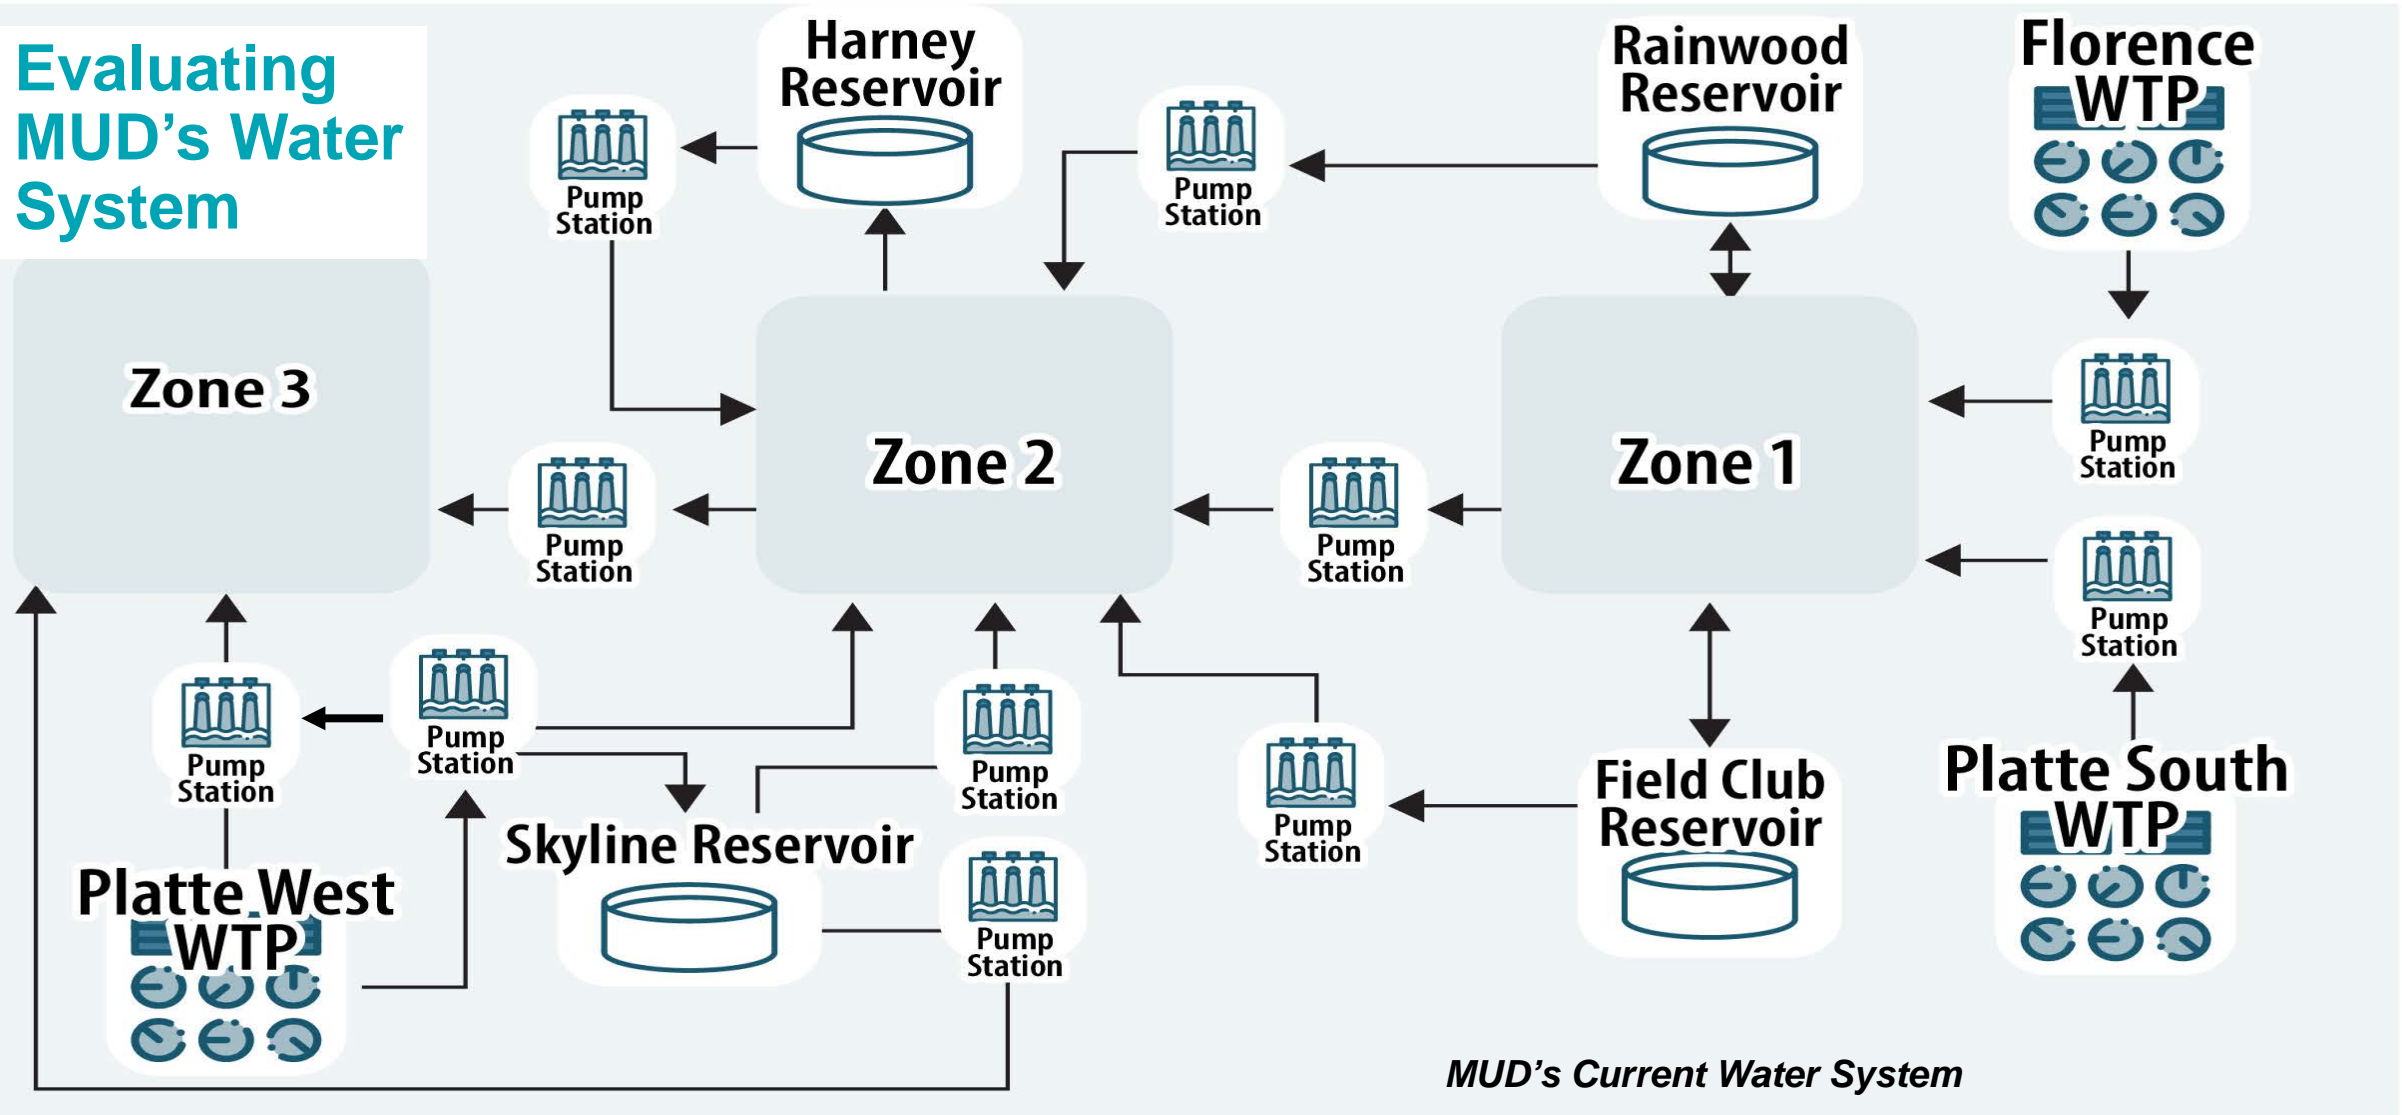 Evaluating
MUD's Water
System
Harney
Reservoir
Rainwood
Reservoir
Florence
WTP
Pump
Station
Pump
Station
Zone 3
Zone 2
Zone 1
Pump
Station
Pump
Station
Pump
Station
Pump
Station
Pump
Station
Pump
Station
Pump
Station
Pump
Station
Platte South
WTP
Field Club
Reservoir
Skyline Reservoir
Platte West
WTP
Pump
Station
Pump
Station
MUD's Current Water System